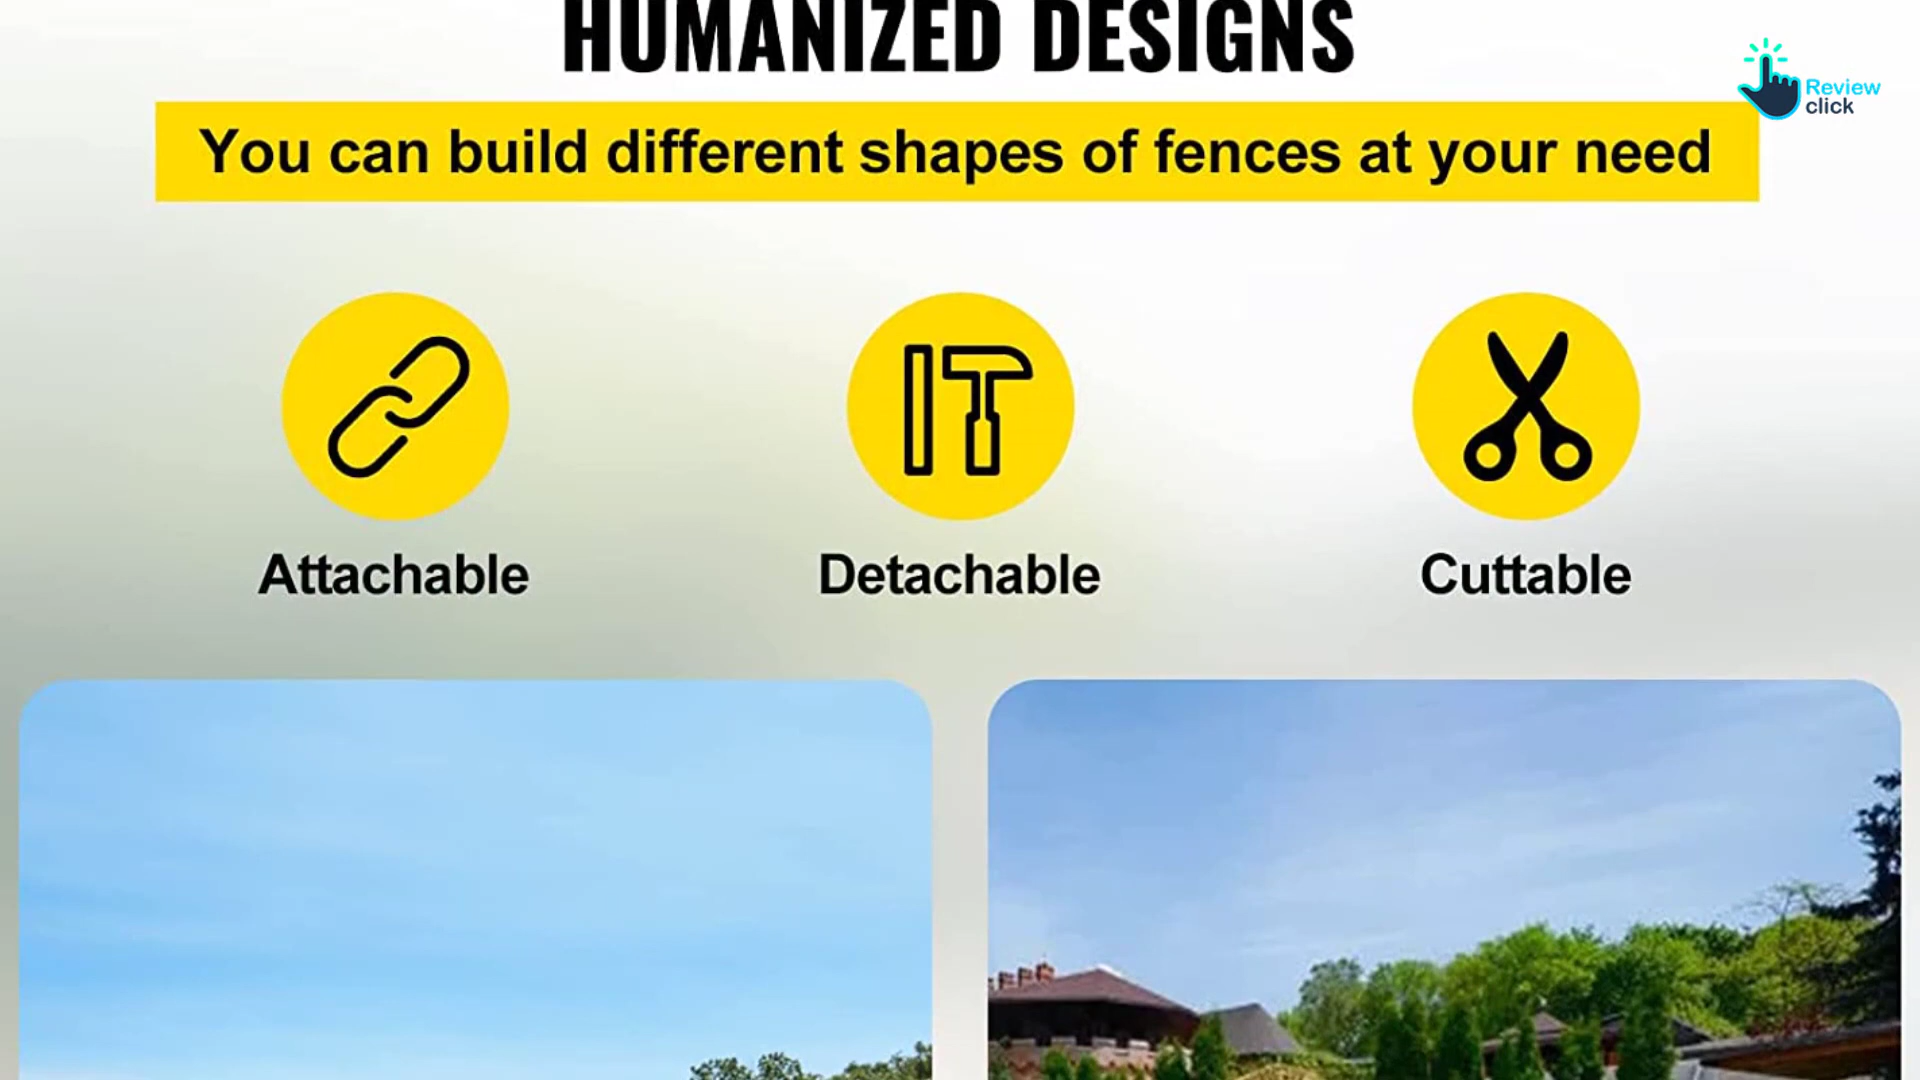 HUMANIZED DESIGNS
Review
click
You can build different shapes of fences at your need
Attachable
Detachable
Cuttable